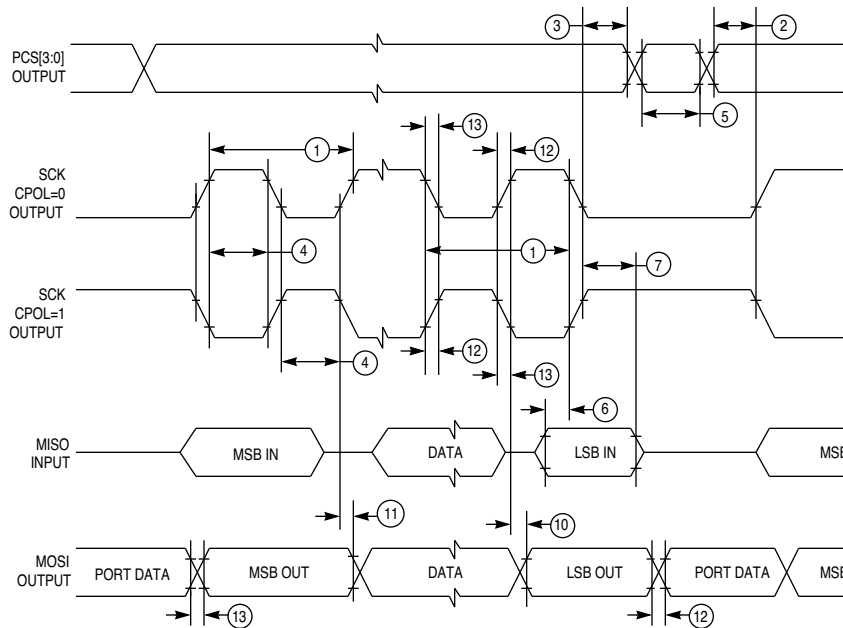 3
2
PCS[3:0]
OUTPUT
5
13
1
12
SCK
CPOL=0
OUTPUT
4
1
7
SCK
CPOL=1
OUTPUT
12
4
13
6
MISO
INPUT
MSB IN
DATA
LSB IN
MSB
11
10
MOSI
OUTPUT
PORT DATA
MSB OUT
DATA
LSB OUT
PORT DATA
MSB
13
12